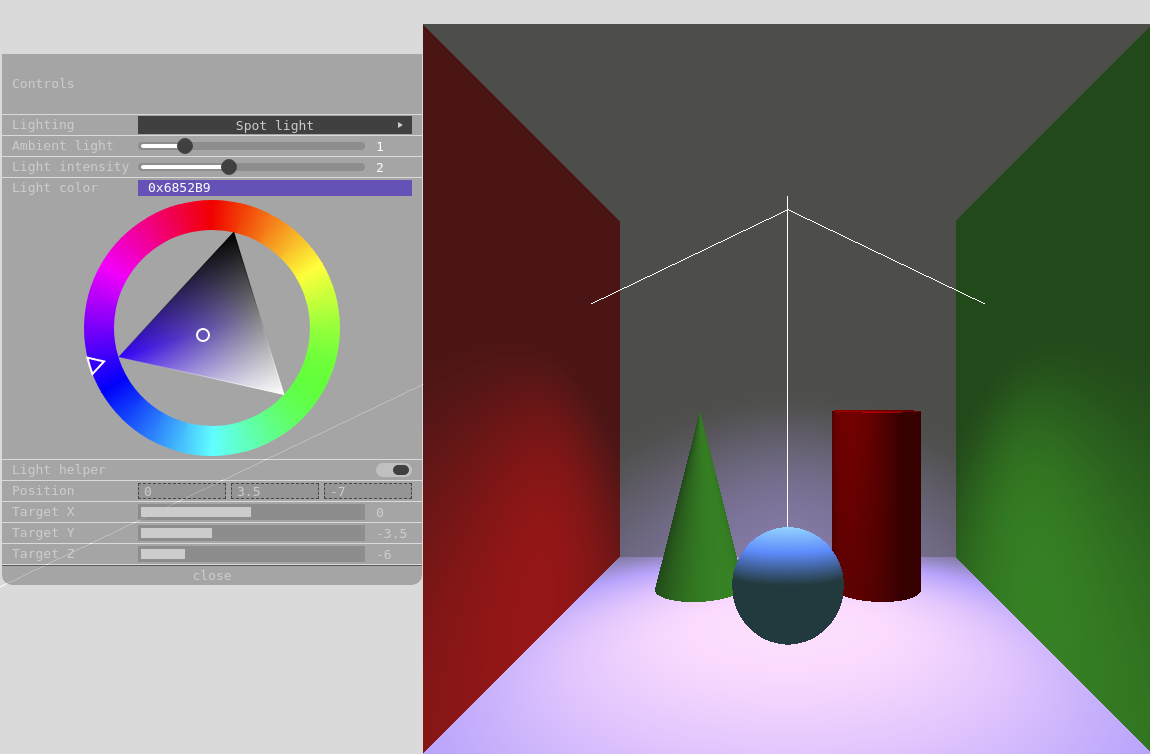 Controls
Lighting Spot light
Ambient light 1
Light intensity 2
Light color 0x6852B9
Light helper
Position 0 3.5 -7
Target X 0
Target Y -3.5
Target Z -6
close